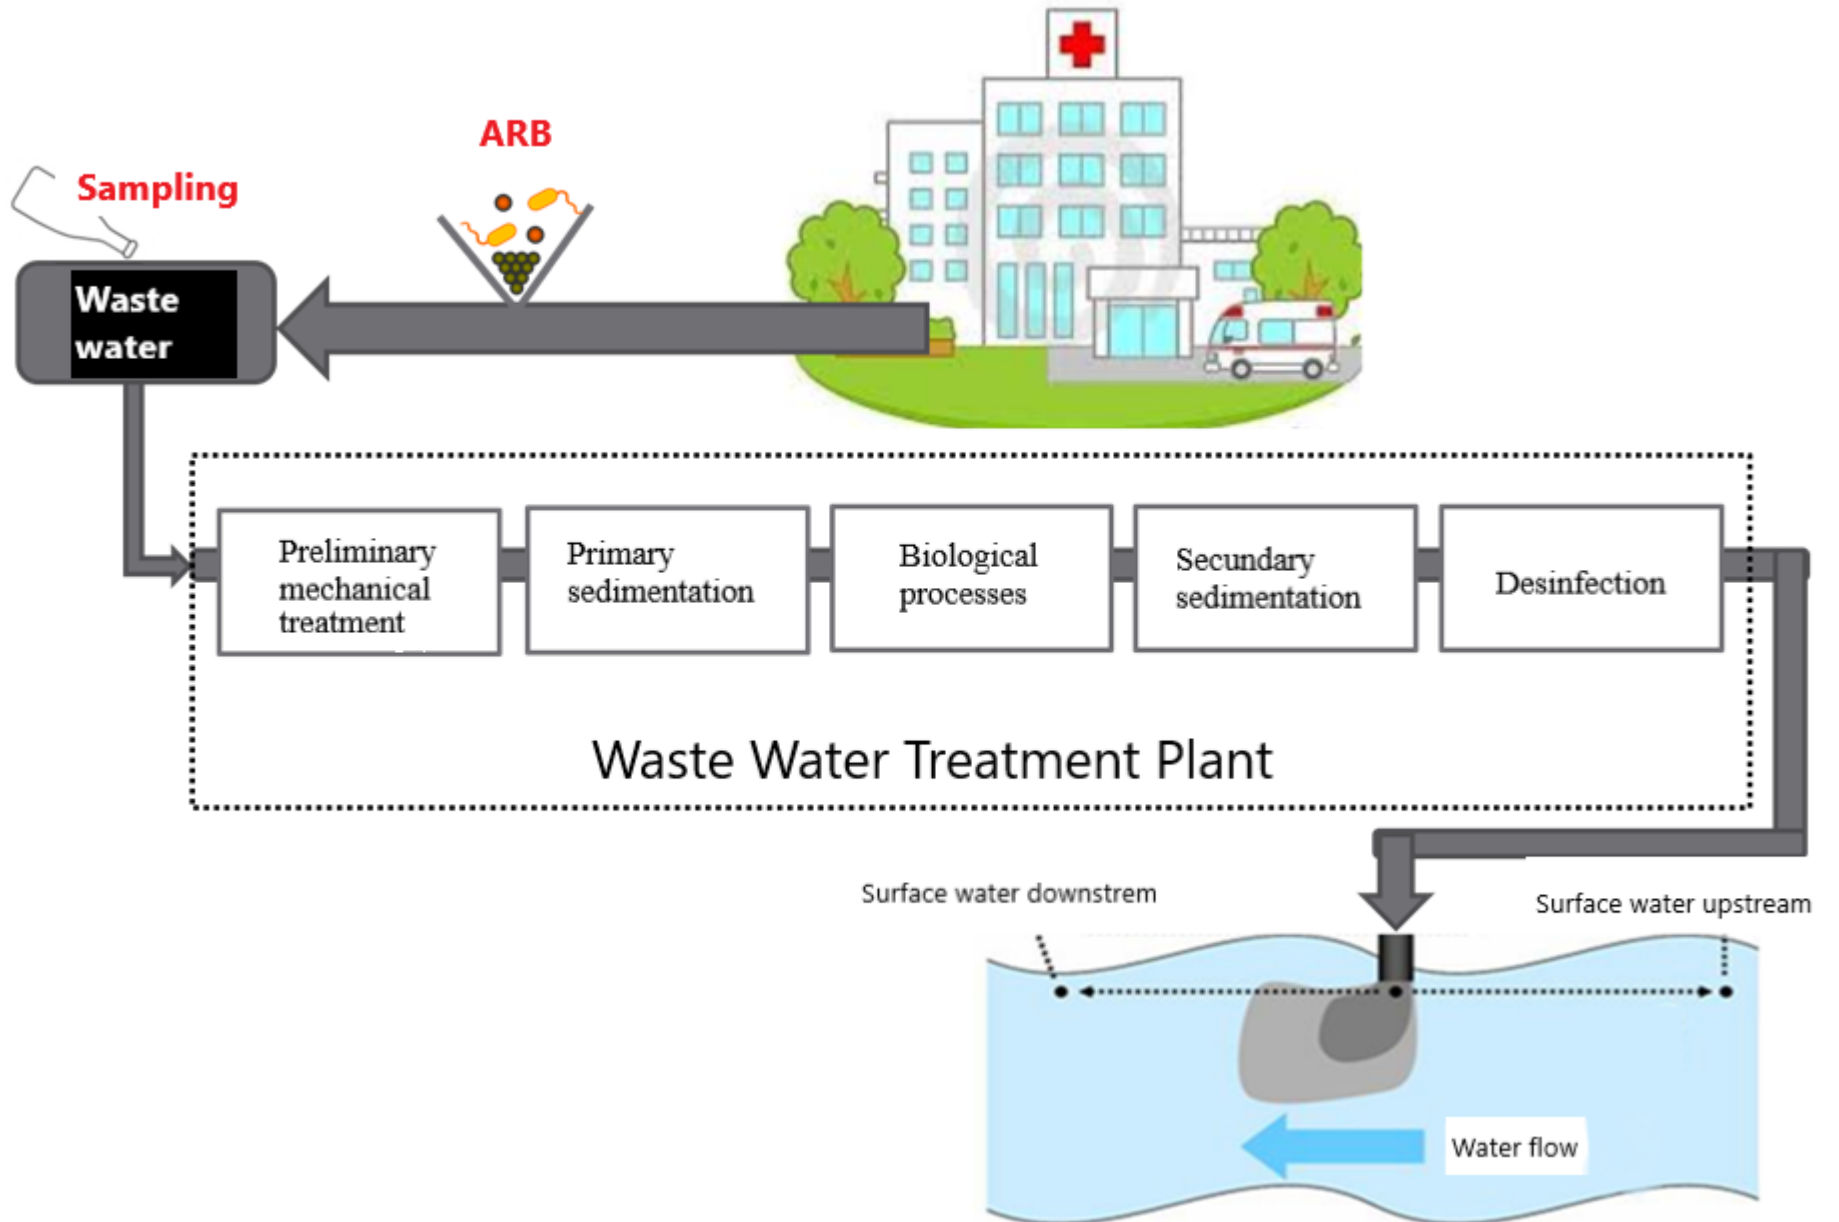 ARB
Sampling
Waste
water
Preliminary
mechanical
treatment
Primary
sedimentation
Biological
processes
Secundary
sedimentation
Desinfection
Waste Water Treatment Plant
Surface water downstrem
Surface water upstream
Water flow